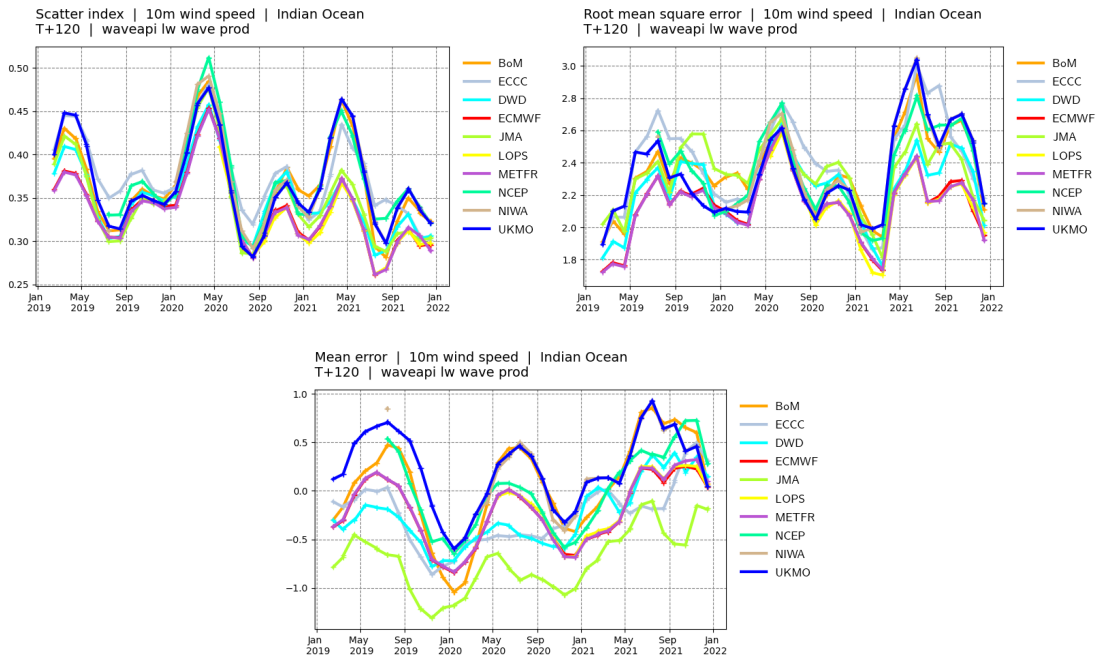 Scatter index | 10m wind speed | Indian Ocean
T+120 | waveapi lw wave prod
0.50
0.45
0.40
0.35
0.30
0.25
Jan 2019
May 2019
Sep 2019
Jan 2020
May 2020
Sep 2020
Jan 2021
May 2021
Sep 2021
Jan 2022
BoM
ECCC
DWD
ECMWF
JMA
LOPS
METFR
NCEP
NIWA
UKMO
Root mean square error | 10m wind speed | Indian Ocean
T+120 | waveapi lw wave prod
3.0
2.8
2.6
2.4
2.2
2.0
1.8
Jan 2019
May 2019
Sep 2019
Jan 2020
May 2020
Sep 2020
Jan 2021
May 2021
Sep 2021
Jan 2022
BoM
ECCC
DWD
ECMWF
JMA
LOPS
METFR
NCEP
NIWA
UKMO
Mean error | 10m wind speed | Indian Ocean
T+120 | waveapi lw wave prod
1.0
0.5
0.0
−0.5
−1.0
Jan 2019
May 2019
Sep 2019
Jan 2020
May 2020
Sep 2020
Jan 2021
May 2021
Sep 2021
Jan 2022
BoM
ECCC
DWD
ECMWF
JMA
LOPS
METFR
NCEP
NIWA
UKMO